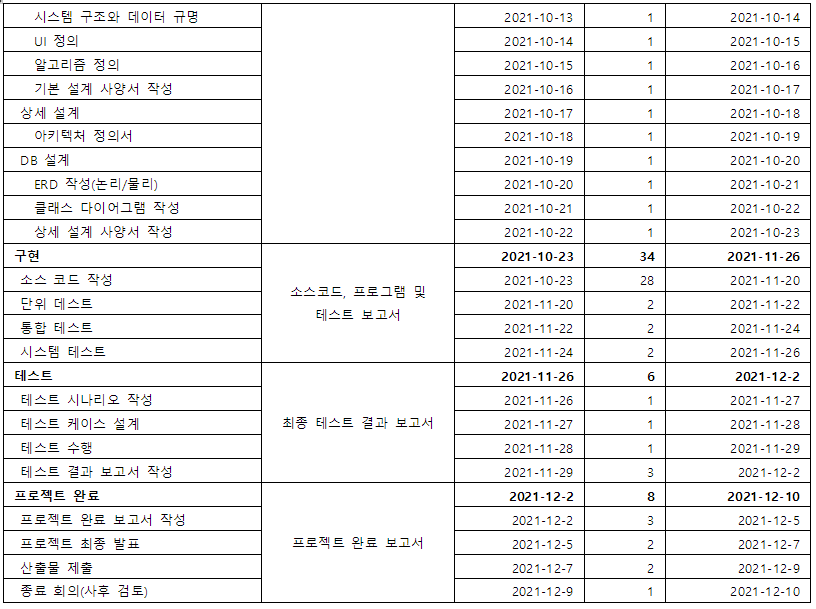 시스템 구조와 데이터 규명 2021-10-13 1 2021-10-14
UI 정의 2021-10-14 1 2021-10-15
알고리즘 정의 2021-10-15 1 2021-10-16
기본 설계 사양서 작성 2021-10-16 1 2021-10-17
상세 설계 2021-10-17 1 2021-10-18
아키텍처 정의서 2021-10-18 1 2021-10-19
DB 설계 2021-10-19 1 2021-10-20
ERD 작성(논리/물리) 2021-10-20 1 2021-10-21
클래스 다이어그램 작성 2021-10-21 1 2021-10-22
상세 설계 사양서 작성 2021-10-22 1 2021-10-23
구현 2021-10-23 34 2021-11-26
소스 코드 작성 2021-10-23 28 2021-11-20
소스코드, 프로그램 및
단위 테스트 2021-11-20 2 2021-11-22
테스트 보고서
통합 테스트 2021-11-22 2 2021-11-24
시스템 테스트 2021-11-24 2 2021-11-26
테스트 2021-11-26 6 2021-12-2
테스트 시나리오 작성 2021-11-26 1 2021-11-27
테스트 케이스 설계 최종 테스트 결과 보고서 2021-11-27 1 2021-11-28
테스트 수행 2021-11-28 1 2021-11-29
테스트 결과 보고서 작성 2021-11-29 3 2021-12-2
프로젝트 완료 2021-12-2 8 2021-12-10
프로젝트 완료 보고서 작성 2021-12-2 3 2021-12-5
프로젝트 최종 발표 프로젝트 완료 보고서 2021-12-5 2 2021-12-7
산출물 제출 2021-12-7 2 2021-12-9
종료 회의(사후 검토) 2021-12-9 1 2021-12-10